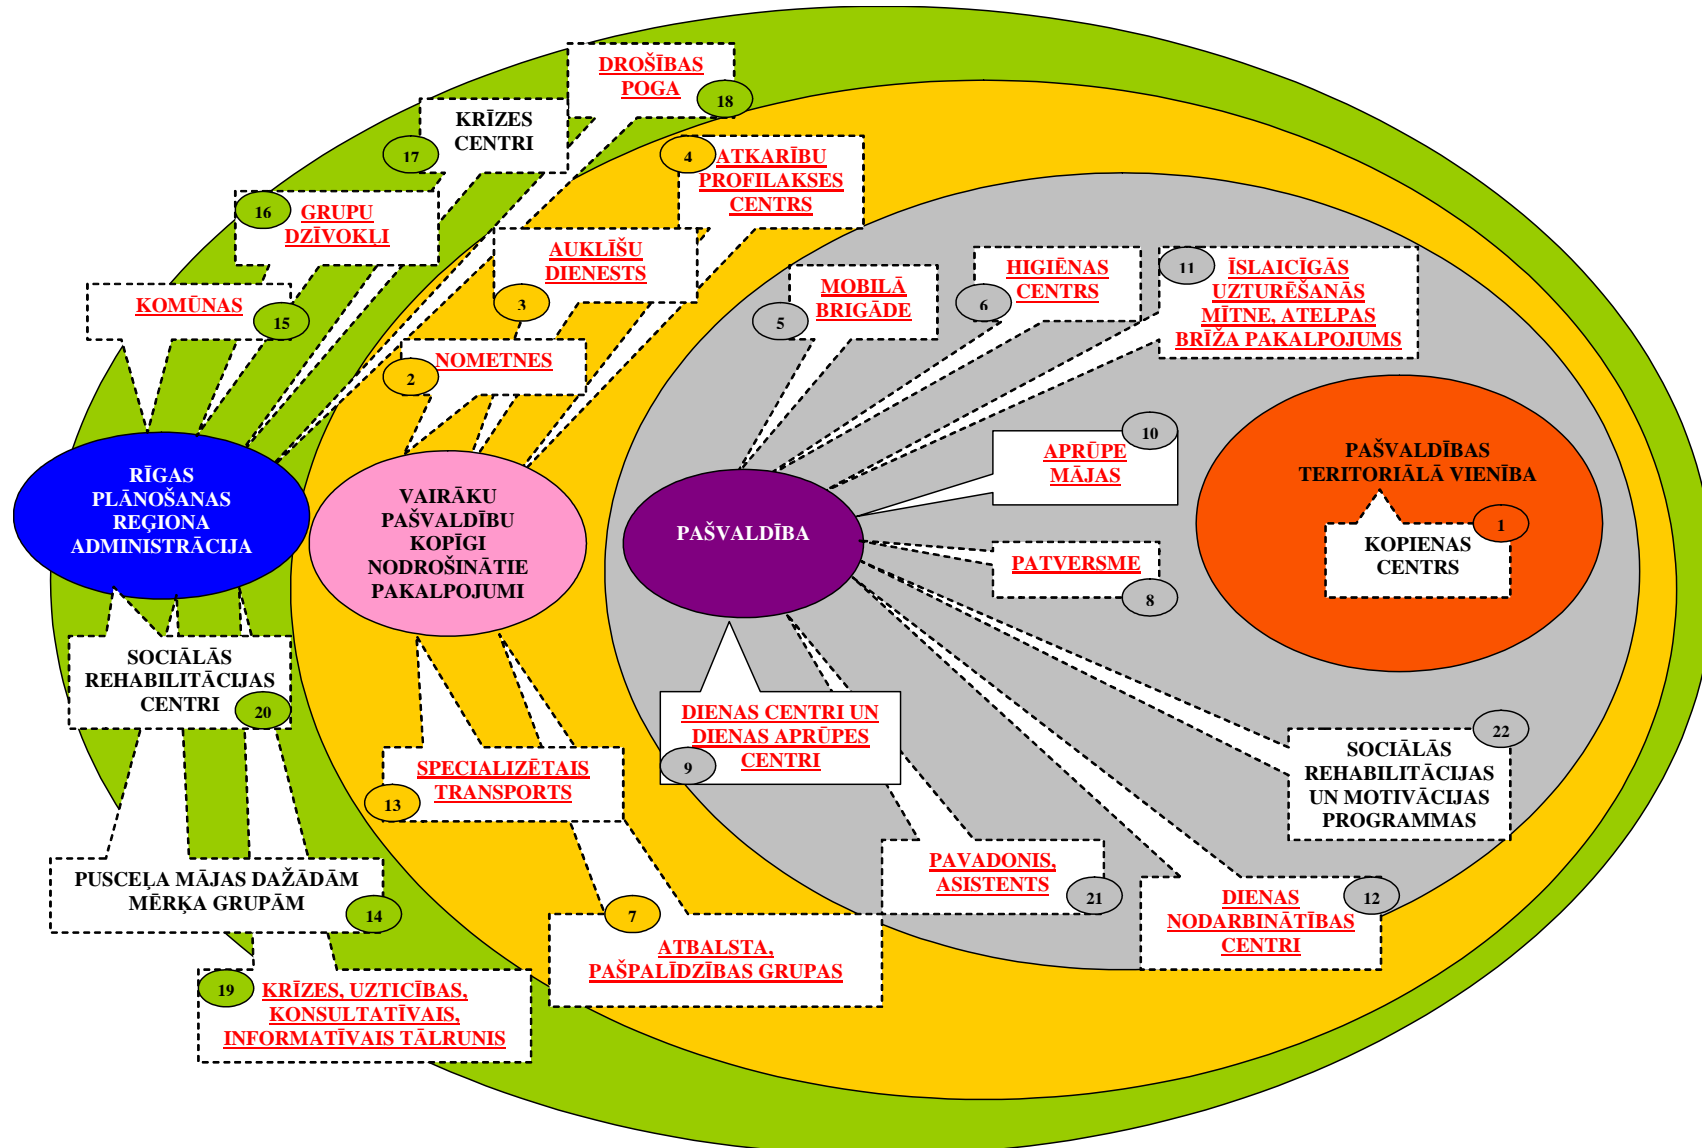 DROŠĪBAS
POGA
18
KRĪZES
CENTRI
17
4
ATKARĪBU
PROFILAKSES
CENTRS
16
GRUPU
DZĪVOKĻI
AUKLĪŠU
DIENESTS
3
KOMŪNAS
15
NOMETNES
2
MOBILĀ
BRIGĀDE
5
HIGIĒNAS
CENTRS
6
11
ĪSLAICĪGĀS
UZTURĒŠANĀS
MĪTNE, ATELPAS
BRĪŽA PAKALPOJUMS
10
APRŪPE
MĀJAS
RĪGAS
PLĀNOŠANAS
REĢIONA
ADMINISTRĀCIJA
VAIRĀKU
PAŠVALDĪBU
KOPĪGI
NODROŠINĀTIE
PAKALPOJUMI
PAŠVALDĪBA
PAŠVALDĪBAS
TERITORIĀLĀ VIENĪBA
1
KOPIENAS
CENTRS
PATVERSME
8
SOCIĀLĀS
REHABILITĀCIJAS
CENTRI
20
DIENAS CENTRI UN
DIENAS APRŪPES
CENTRI
9
22
SOCIĀLĀS
REHABILITĀCIJAS
UN MOTIVĀCIJAS
PROGRAMMAS
SPECIALIZĒTAIS
TRANSPORTS
13
PUSCEĻA MĀJAS DAŽĀDĀM
MĒRĶA GRUPĀM
14
PAVADONIS,
ASISTENTS
21
DIENAS
NODARBINĀTĪBAS
CENTRI
12
7
ATBALSTA,
PAŠPALĪDZĪBAS GRUPAS
19
KRĪZES, UZTICĪBAS,
KONSULTATĪVAIS,
INFORMATĪVAIS TĀLRUNIS